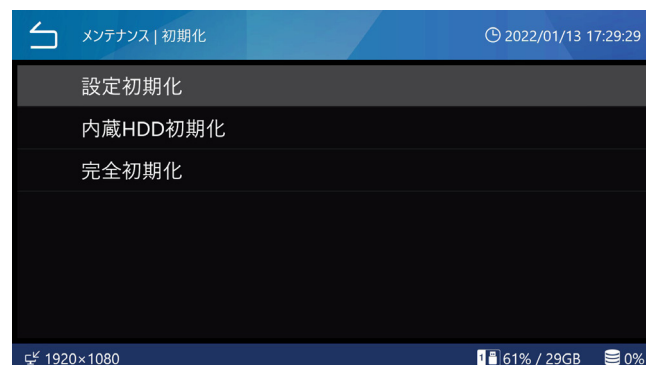 メンテナンス | 初期化 2022/01/13 17:29:29
設定初期化
内蔵HDD初期化
完全初期化
1920×1080 1 61% / 29GB 0%